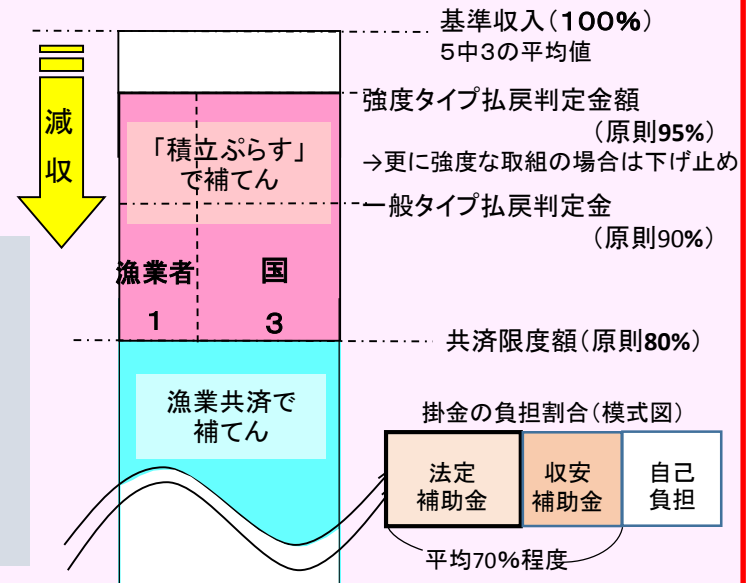 基準収入(100%)
5中3の平均値
減
収
強度タイプ払戻判定金額
(原則95%)
→更に強度な取組の場合は下げ止め
「積立ぷらす」
で補てん
一般タイプ払戻判定金
(原則90%)
漁業者
1
国
3
共済限度額(原則80%)
漁業共済で
補てん
掛金の負担割合(模式図)
法定
補助金
収安
補助金
自己
負担
平均70%程度